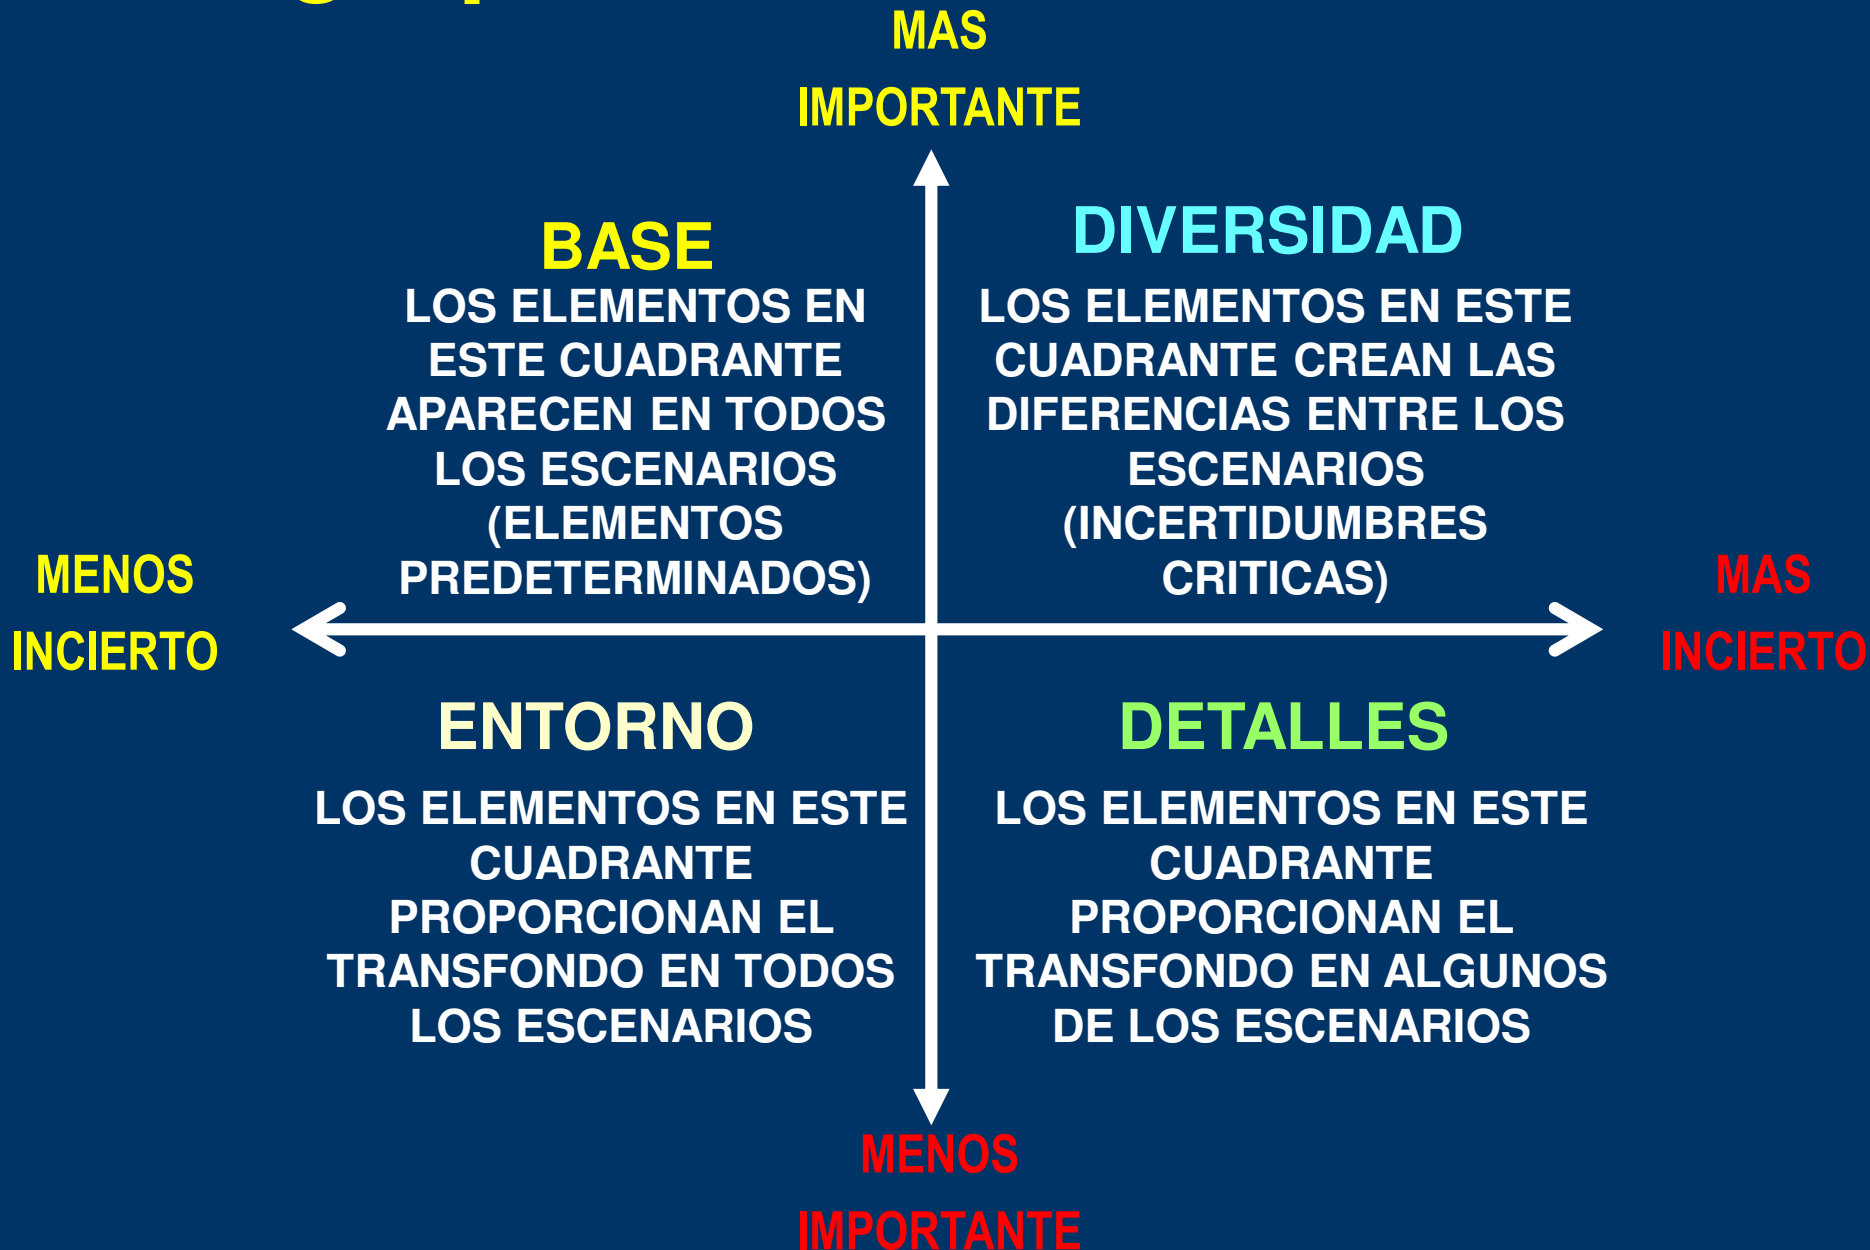 MAS
IMPORTANTE
BASE
LOS ELEMENTOS EN
ESTE CUADRANTE
APARECEN EN TODOS
LOS ESCENARIOS
(ELEMENTOS
PREDETERMINADOS)
DIVERSIDAD
LOS ELEMENTOS EN ESTE
CUADRANTE CREAN LAS
DIFERENCIAS ENTRE LOS
ESCENARIOS
(INCERTIDUMBRES
CRITICAS)
MENOS
INCIERTO
MAS
INCIERTO
ENTORNO
LOS ELEMENTOS EN ESTE
CUADRANTE
PROPORCIONAN EL
TRANSFONDO EN TODOS
LOS ESCENARIOS
DETALLES
LOS ELEMENTOS EN ESTE
CUADRANTE
PROPORCIONAN EL
TRANSFONDO EN ALGUNOS
DE LOS ESCENARIOS
MENOS
IMPORTANTE